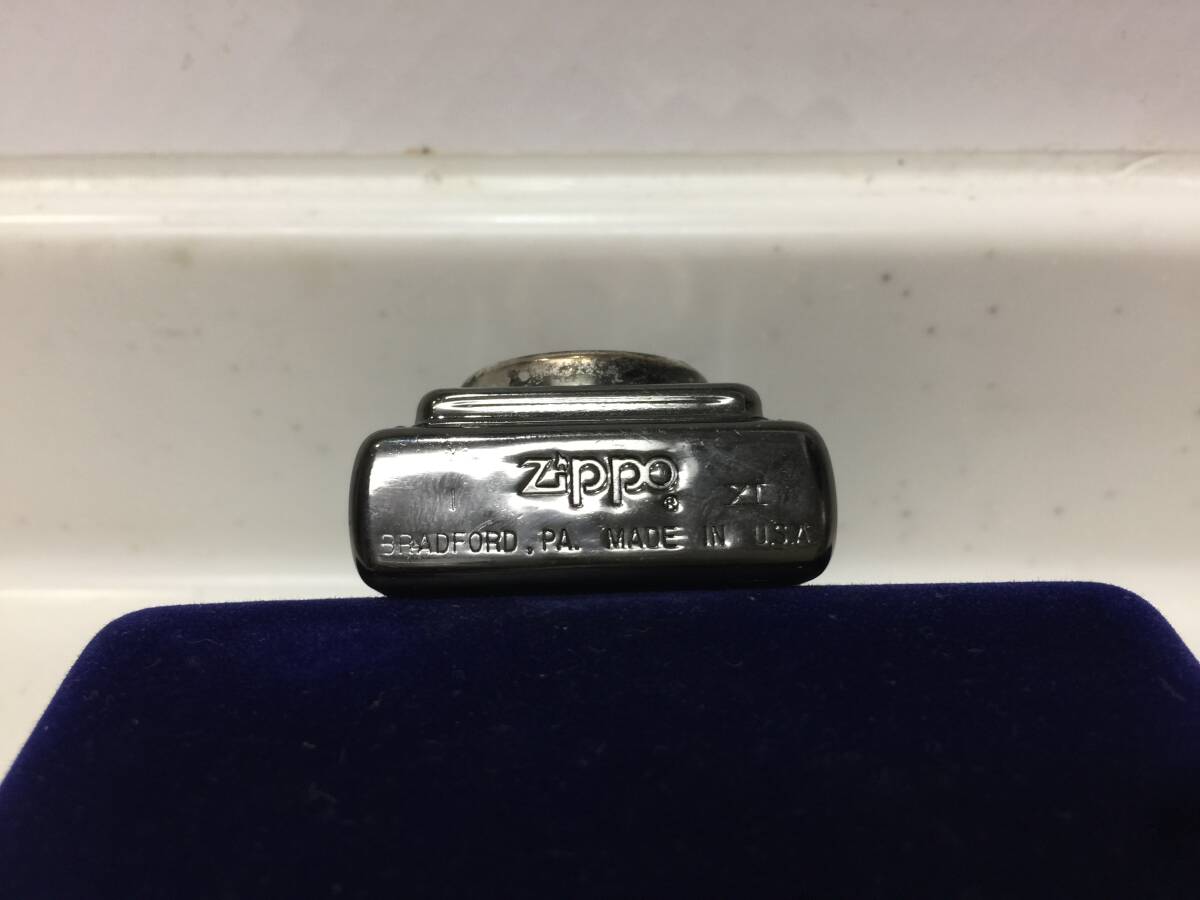 Zippo®
I XI
BRADFORD, PA. MADE IN U.S.A